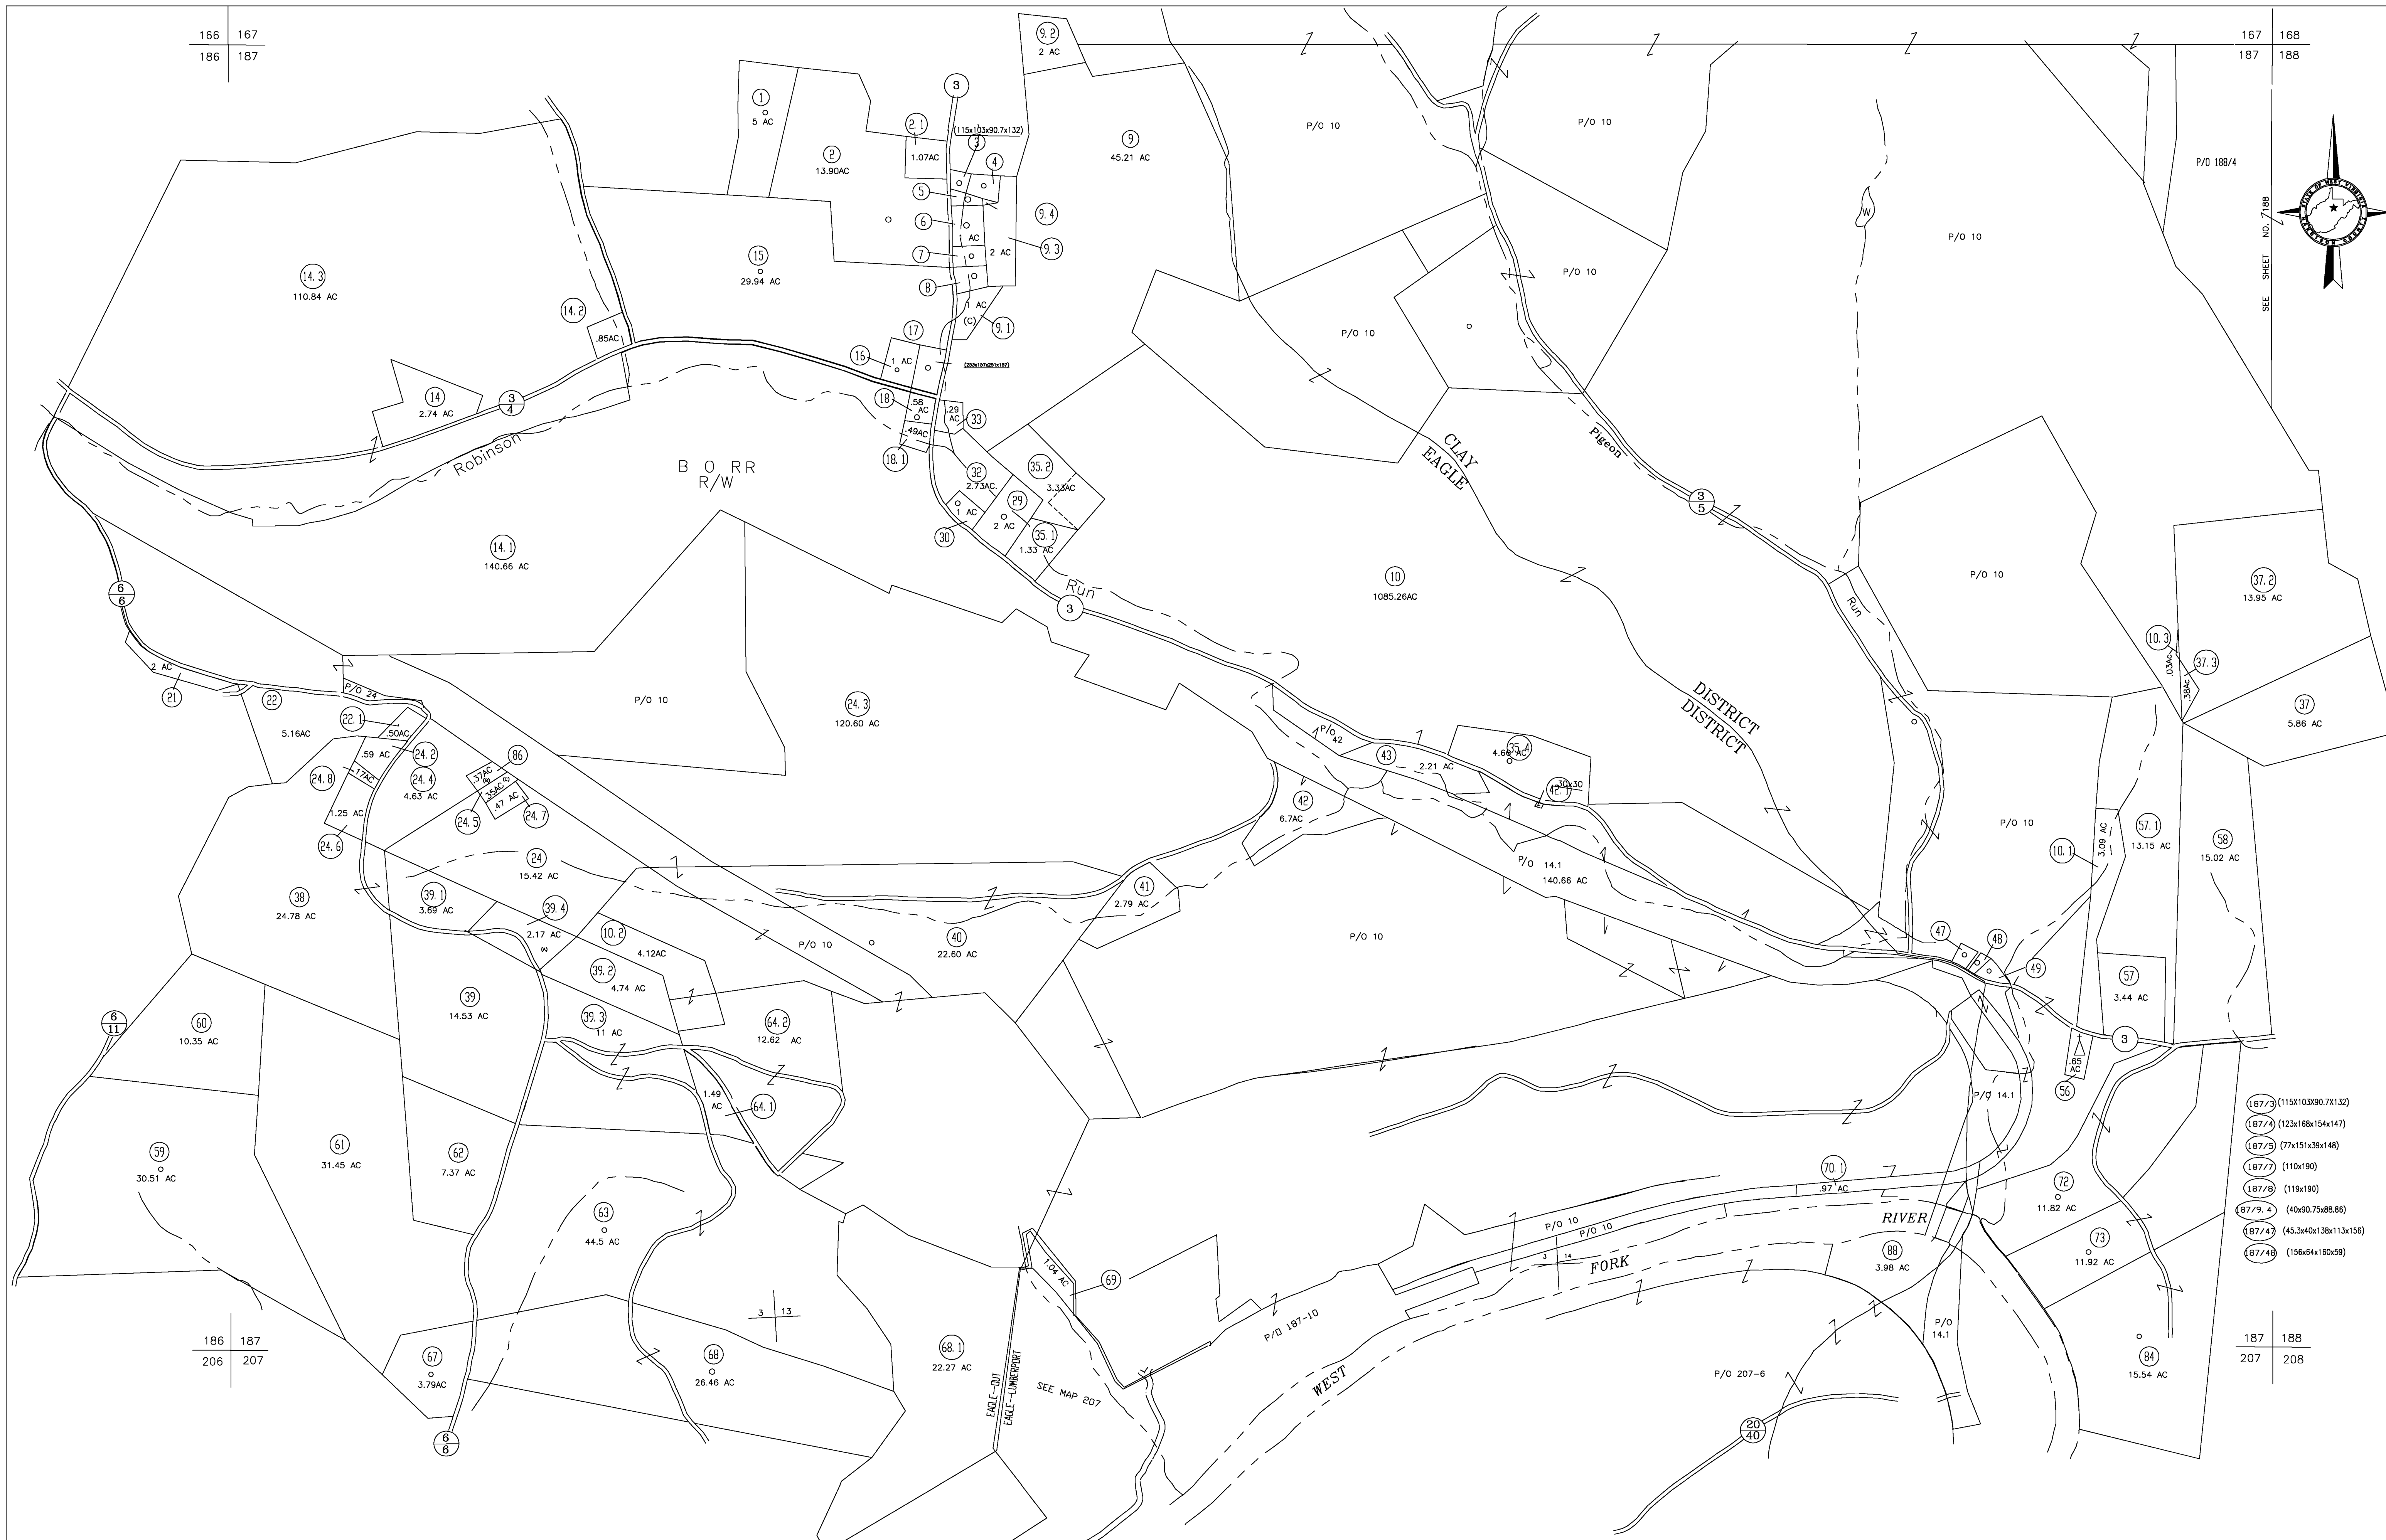 166 167
186 187
167 168
187 188
9.2
2 AC
1
5 AC
3
2
13.90AC
2.1
1.07AC
(115x103x90.7x132)
3
4
5
6
1 AC
7
8
2 AC
9.4
9.3
9
45.21 AC
1 AC
(C)
9.1
P/O 10
P/O 10
P/O 10
P/O 10
P/O 10
P/O 188/4
SEE SHEET NO. 188
STATE OF WEST VIRGINIA
HARRISON COUNTY
W
14.3
110.84 AC
14.2
.85AC
15
29.94 AC
14
2.74 AC
3
4
Robinson
16
1 AC
17
18
.58 AC
.49AC
18.1
.29 AC
33
B O RR
R/W
32
2.73AC.
35.2
3.33AC
29
2 AC
1 AC
30
35.1
1.33 AC
Run
3
CLAY
EAGLE
Pigeon
3
5
Run
P/O 10
14.1
140.66 AC
6
6
10
1085.26AC
37.2
13.95 AC
10.3
.03Ac
37.3
.38Ac
37
5.86 AC
2 AC
21
22
5.16AC
P/O 24
22.1
.50AC
24.2
.59 AC
.17AC
24.8
24.4
4.63 AC
1.25 AC
24.6
.37AC
86
.35AC
.47 AC
24.5
24.7
P/O 10
24.3
120.60 AC
DISTRICT
DISTRICT
P/O 42
43
2.21 AC
35.4
4.66 AC
30x30
42.1
42
6.7AC
P/O 14.1
140.66 AC
P/O 10
3.09 AC
10.1
57.1
13.15 AC
58
15.02 AC
38
24.78 AC
24
15.42 AC
39.1
3.69 AC
39.4
2.17 AC
(A)
10.2
4.12AC
39.2
4.74 AC
P/O 10
40
22.60 AC
41
2.79 AC
P/O 10
47
48
49
57
3.44 AC
3
.65 AC
56
6
11
60
10.35 AC
39
14.53 AC
39.3
11 AC
64.2
12.62 AC
1.49 AC
64.1
59
30.51 AC
61
31.45 AC
62
7.37 AC
63
44.5 AC
P/O 14.1
187/3 (115X103X90.7X132)
187/4 (123x168x154x147)
187/5 (77x151x39x148)
187/7 (110x190)
187/8 (119x190)
187/9.4 (40x90.75x88.86)
187/47 (45.3x40x138x113x156)
187/48 (156x64x160x59)
70.1
.97 AC
72
11.82 AC
73
11.92 AC
P/O 10
P/O 10
3 14
RIVER
FORK
WEST
88
3.98 AC
1.04 AC
69
P/O 187-10
P/O 14.1
P/O 207-6
186 187
206 207
3 13
67
3.79AC
6
6
68
26.46 AC
68.1
22.27 AC
EAGLE--OUT
EAGLE--LUMBERPORT
SEE MAP 207
20
40
84
15.54 AC
187 188
207 208